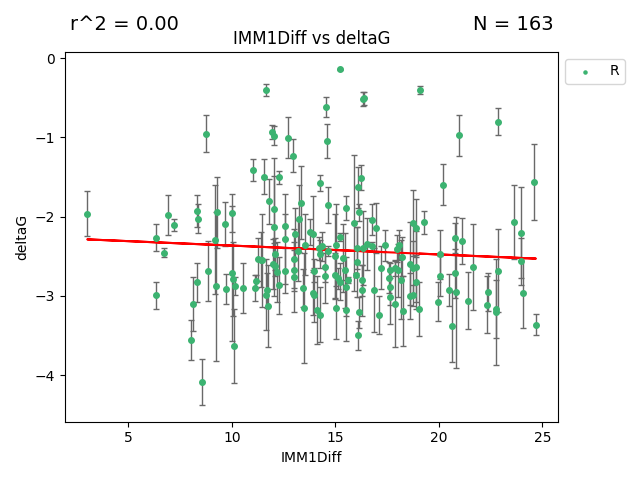 r^2 = 0.00 N = 163
IMM1Diff vs deltaG
R
deltaG
0
−1
−2
−3
−4
5 10 15 20 25
IMM1Diff